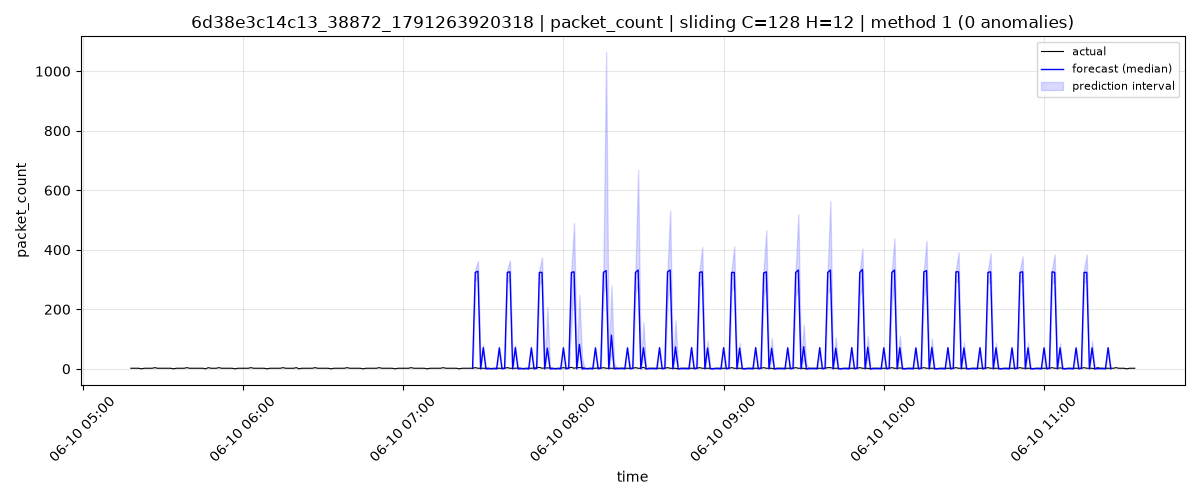 6d38e3c14c13_38872_1791263920318 | packet_count | sliding C=128 H=12 | method 1 (0 anomalies)
actual
forecast (median)
prediction interval
packet_count
1000
800
600
400
200
0
06-10 05:00
06-10 06:00
06-10 07:00
06-10 08:00
06-10 09:00
06-10 10:00
06-10 11:00
time